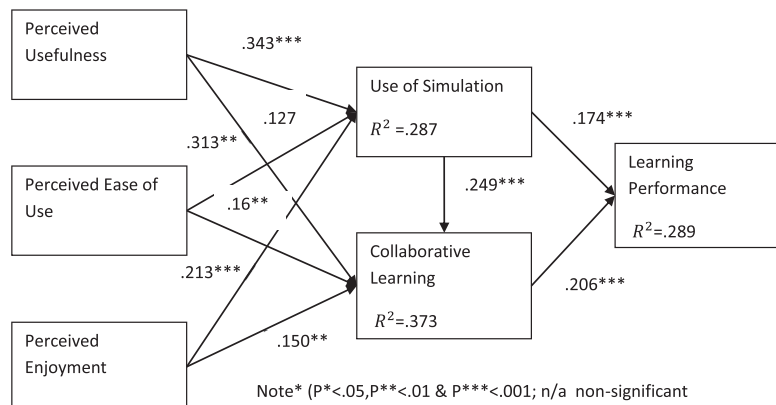 Perceived
Usefulness
.343***
Use of Simulation
R² =.287
.127
.313**
.174***
Learning
Performance
R²=.289
Perceived Ease of
Use
.16**
.249***
Collaborative
Learning
R²=.373
.213***
.206***
Perceived
Enjoyment
.150**
Note* (P*<.05,P**<.01 & P***<.001; n/a  non-significant